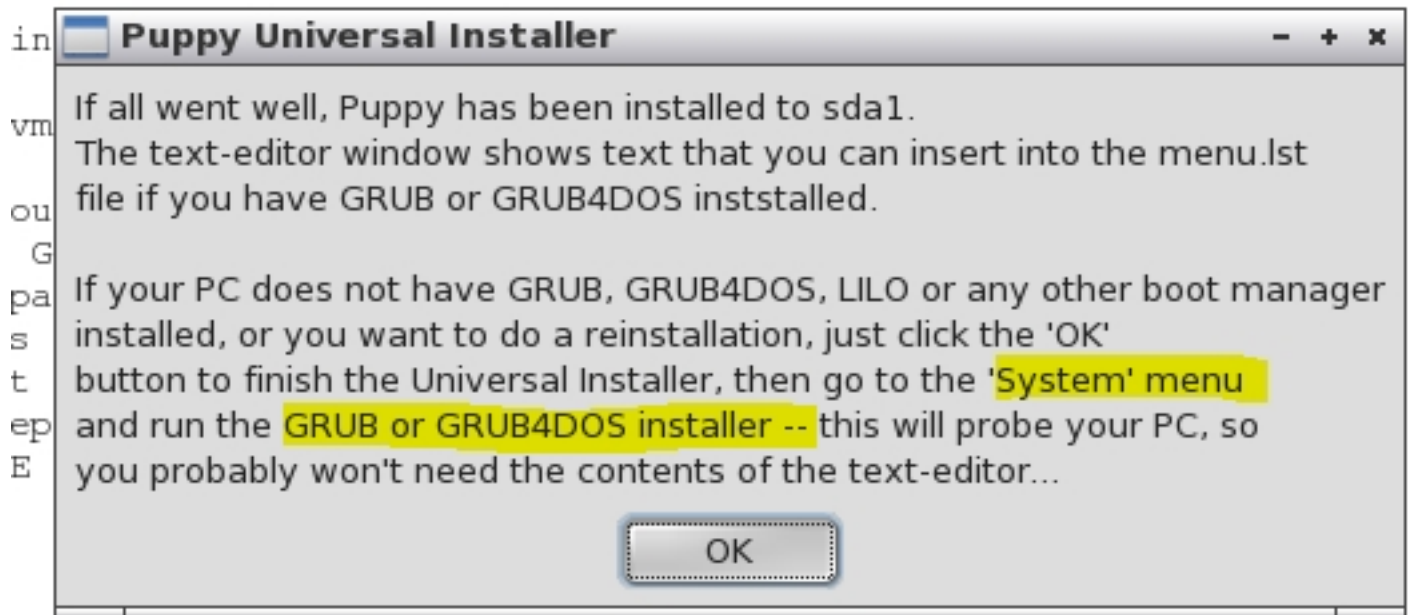 Puppy Universal Installer
If all went well, Puppy has been installed to sda1.
The text-editor window shows text that you can insert into the menu.lst
file if you have GRUB or GRUB4DOS inststalled.
If your PC does not have GRUB, GRUB4DOS, LILO or any other boot manager
installed, or you want to do a reinstallation, just click the 'OK'
button to finish the Universal Installer, then go to the 'System' menu
and run the GRUB or GRUB4DOS installer -- this will probe your PC, so
you probably won't need the contents of the text-editor...
OK
in
vm
ou
G
pa
s
t
ep
E